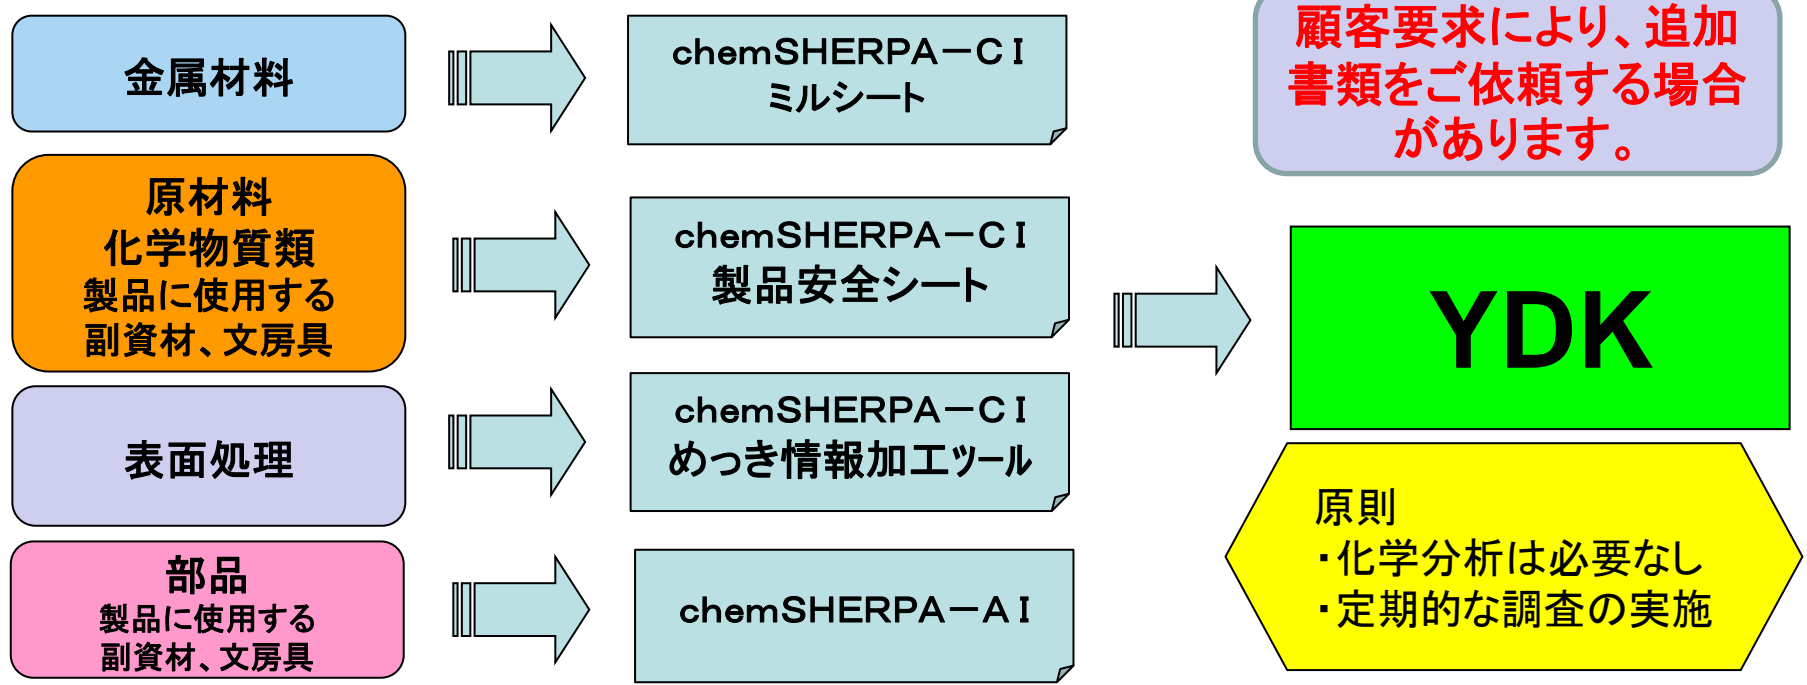 金属材料
chemSHERPA－CＩ
ミルシート
顧客要求により、追加
書類をご依頼する場合
があります。
原材料
化学物質類
製品に使用する
副資材、文房具
chemSHERPA－CＩ
製品安全シート
YDK
表面処理
chemSHERPA－CＩ
めっき情報加工ﾂｰﾙ
原則
・化学分析は必要なし
・定期的な調査の実施
部品
製品に使用する
副資材、文房具
chemSHERPA－AＩ